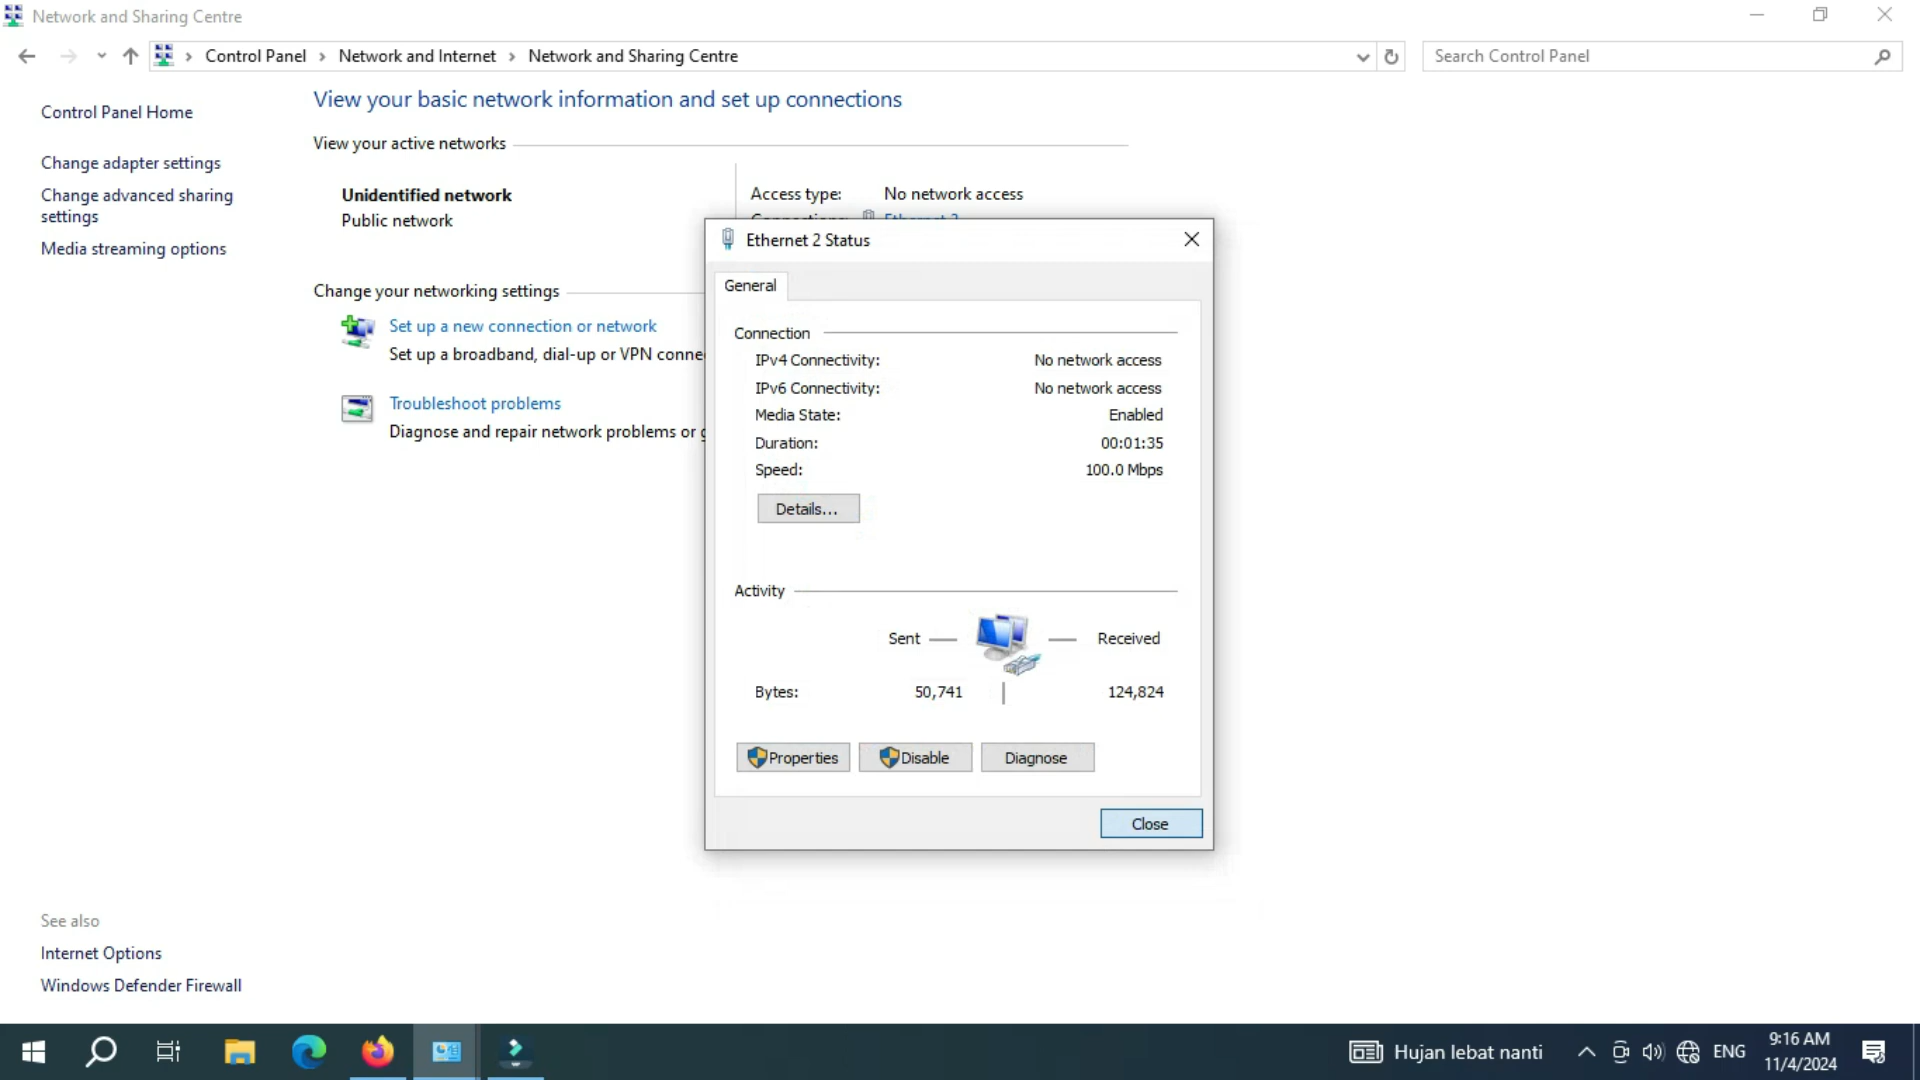 Network and Sharing Centre
Control Panel > Network and Internet > Network and Sharing Centre
Search Control Panel
Control Panel Home
Change adapter settings
Change advanced sharing
settings
Media streaming options
View your basic network information and set up connections
View your active networks
Unidentified network
Public network
Access type: No network access
Connections: Ethernet 2
Change your networking settings
Set up a new connection or network
Set up a broadband, dial-up or VPN conne
Troubleshoot problems
Diagnose and repair network problems or g
Ethernet 2 Status
General
Connection
IPv4 Connectivity: No network access
IPv6 Connectivity: No network access
Media State: Enabled
Duration: 00:01:35
Speed: 100.0 Mbps
Details...
Activity
Sent — — Received
Bytes: 50,741 | 124,824
Properties
Disable
Diagnose
Close
See also
Internet Options
Windows Defender Firewall
Hujan lebat nanti
ENG
9:16 AM
11/4/2024